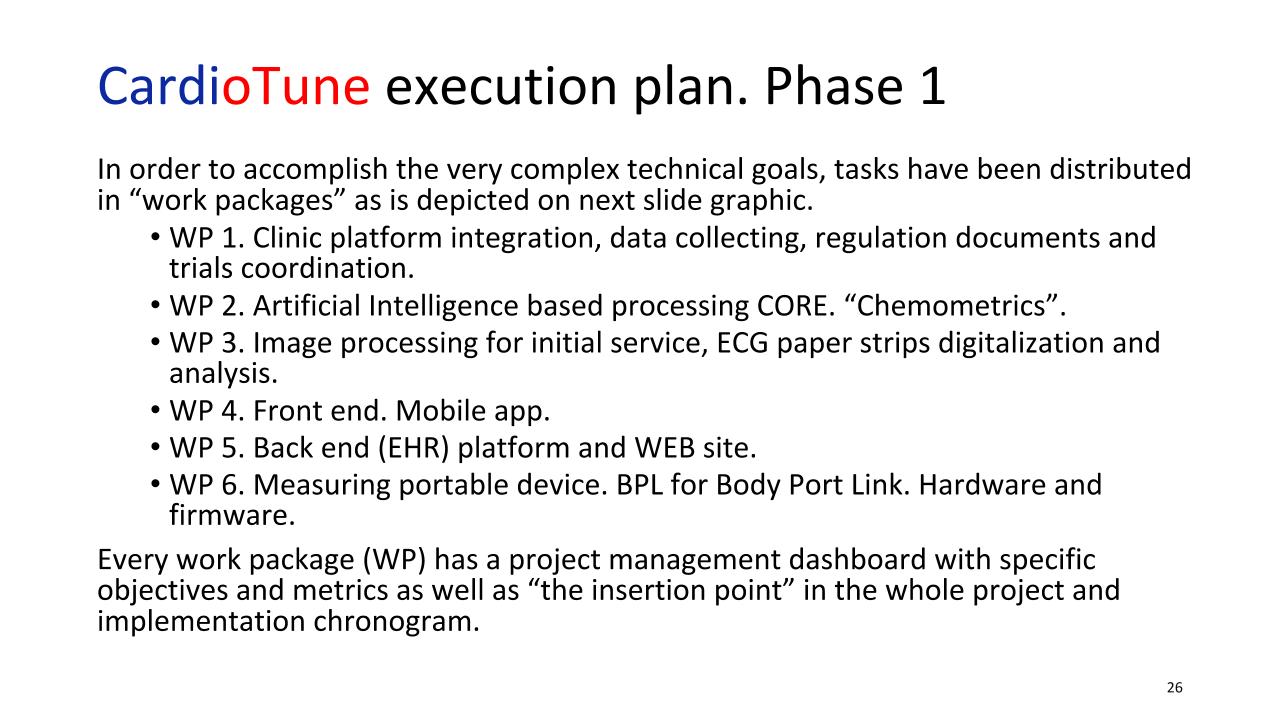 CardioTune execution plan. Phase 1
In order to accomplish the very complex technical goals, tasks have been distributed
in “work packages” as is depicted on next slide graphic.
• WP 1. Clinic platform integration, data collecting, regulation documents and
trials coordination.
• WP 2. Artificial Intelligence based processing CORE. “Chemometrics”.
• WP 3. Image processing for initial service, ECG paper strips digitalization and
analysis.
• WP 4. Front end. Mobile app.
• WP 5. Back end (EHR) platform and WEB site.
• WP 6. Measuring portable device. BPL for Body Port Link. Hardware and
firmware.
Every work package (WP) has a project management dashboard with specific
objectives and metrics as well as “the insertion point” in the whole project and
implementation chronogram.
26